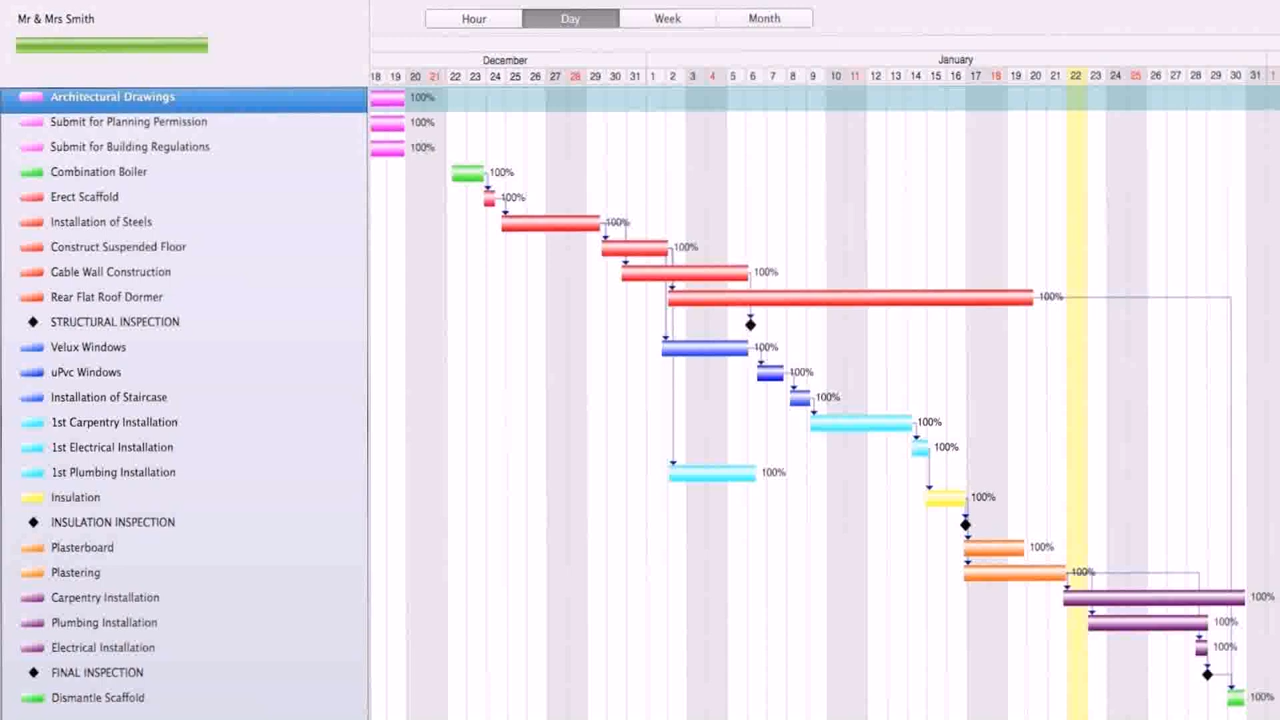 Mr & Mrs Smith
Hour Day Week Month
December January
18 19 20 21 22 23 24 25 26 27 28 29 30 31 1 2 3 4 5 6 7 8 9 10 11 12 13 14 15 16 17 18 19 20 21 22 23 24 25 26 27 28 29 30 31 1
Architectural Drawings 100%
Submit for Planning Permission 100%
Submit for Building Regulations 100%
Combination Boiler 100%
Erect Scaffold 100%
Installation of Steels 100%
Construct Suspended Floor 100%
Gable Wall Construction 100%
Rear Flat Roof Dormer 100%
STRUCTURAL INSPECTION
Velux Windows 100%
uPvc Windows 100%
Installation of Staircase 100%
1st Carpentry Installation 100%
1st Electrical Installation 100%
1st Plumbing Installation 100%
Insulation 100%
INSULATION INSPECTION
Plasterboard 100%
Plastering 100%
Carpentry Installation 100%
Plumbing Installation 100%
Electrical Installation 100%
FINAL INSPECTION
Dismantle Scaffold 100%